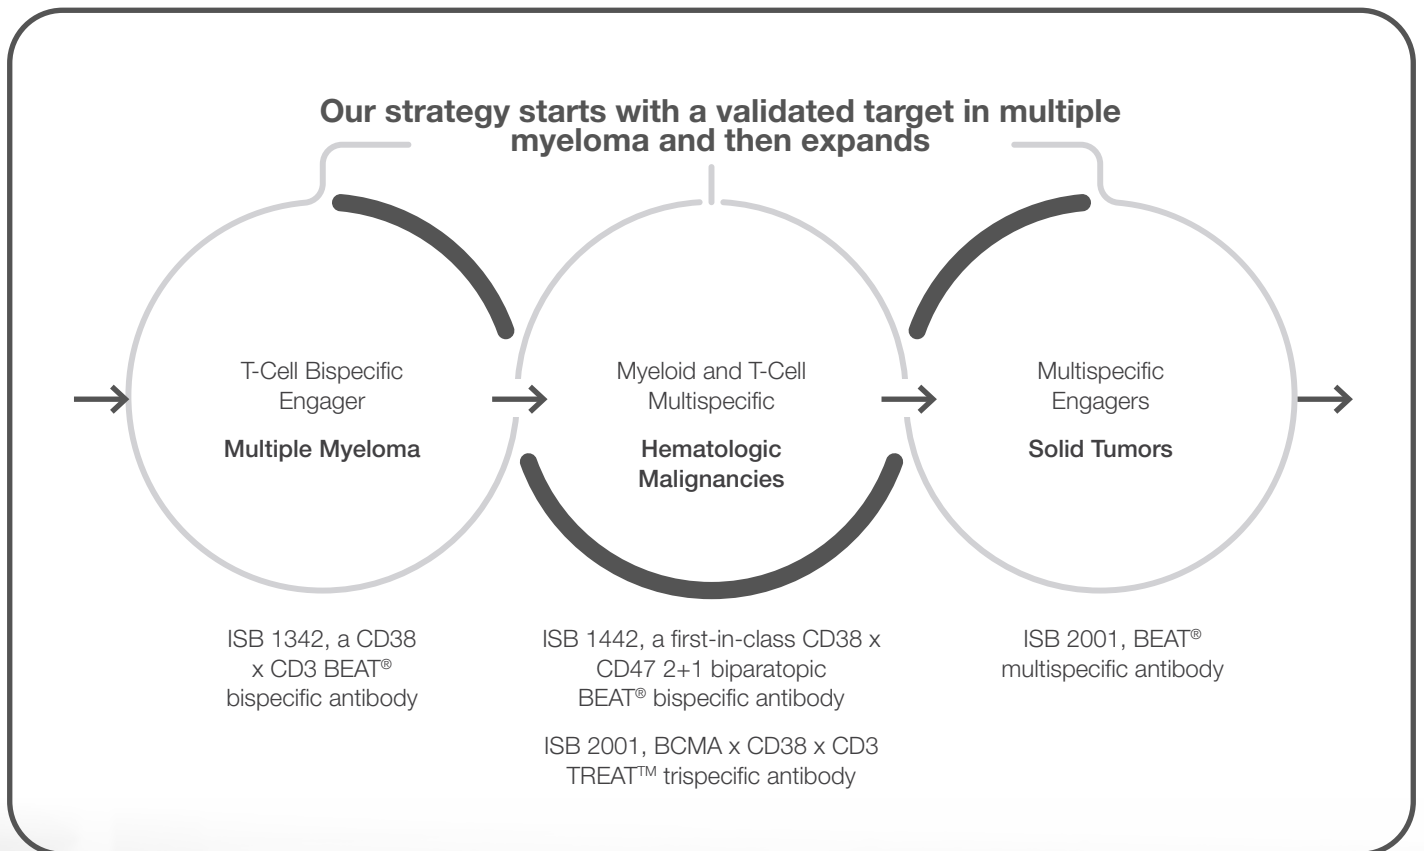 Our strategy starts with a validated target in multiple
myeloma and then expands
T-Cell Bispecific
Engager
Multiple Myeloma
Myeloid and T-Cell
Multispecific
Hematologic
Malignancies
Multispecific
Engagers
Solid Tumors
ISB 1342, a CD38
x CD3 BEAT®
bispecific antibody
ISB 1442, a first-in-class CD38 x
CD47 2+1 biparatopic
BEAT® bispecific antibody
ISB 2001, BCMA x CD38 x CD3
TREAT™ trispecific antibody
ISB 2001, BEAT®
multispecific antibody